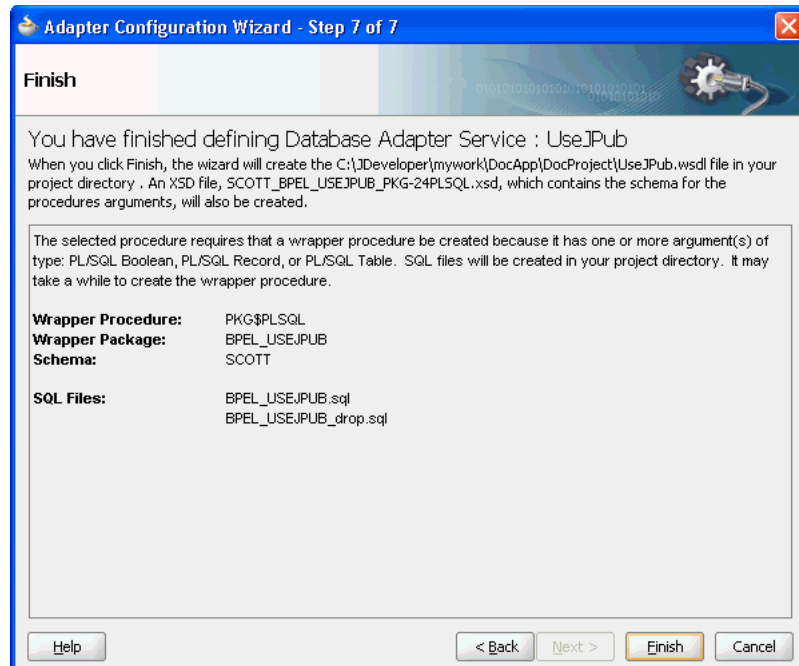 Adapter Configuration Wizard - Step 7 of 7
Finish
You have finished defining Database Adapter Service : UseJPub
When you click Finish, the wizard will create the C:\JDeveloper\mywork\DocApp\DocProject\UseJPub.wsdl file in your
project directory . An XSD file, SCOTT_BPEL_USEJPUB_PKG-24PLSQL.xsd, which contains the schema for the
procedures arguments, will also be created.
The selected procedure requires that a wrapper procedure be created because it has one or more argument(s) of
type: PL/SQL Boolean, PL/SQL Record, or PL/SQL Table.  SQL files will be created in your project directory.  It may
take a while to create the wrapper procedure.
Wrapper Procedure: PKG$PLSQL
Wrapper Package: BPEL_USEJPUB
Schema: SCOTT
SQL Files: BPEL_USEJPUB.sql
BPEL_USEJPUB_drop.sql
Help < Back Next > Finish Cancel